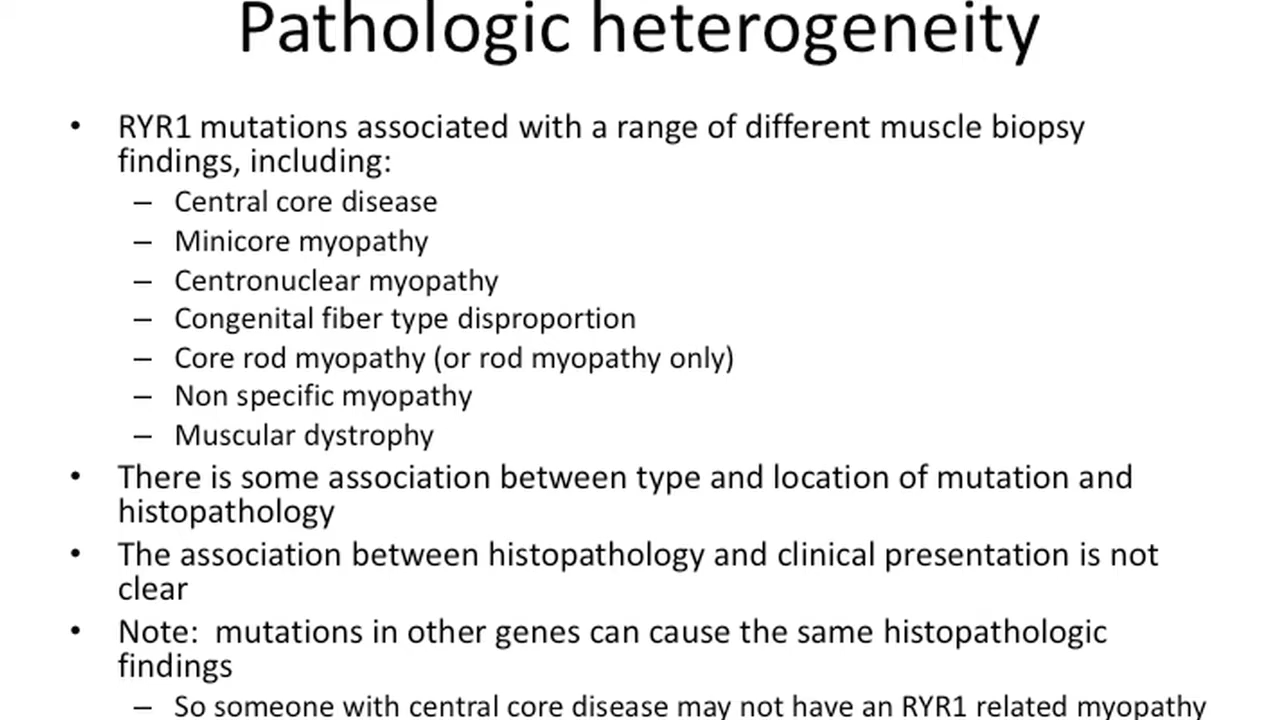 Pathologic heterogeneity
• RYR1 mutations associated with a range of different muscle biopsy
findings, including:
– Central core disease
– Minicore myopathy
– Centronuclear myopathy
– Congenital fiber type disproportion
– Core rod myopathy (or rod myopathy only)
– Non specific myopathy
– Muscular dystrophy
• There is some association between type and location of mutation and
histopathology
• The association between histopathology and clinical presentation is not
clear
• Note:  mutations in other genes can cause the same histopathologic
findings
– So someone with central core disease may not have an RYR1 related myopathy